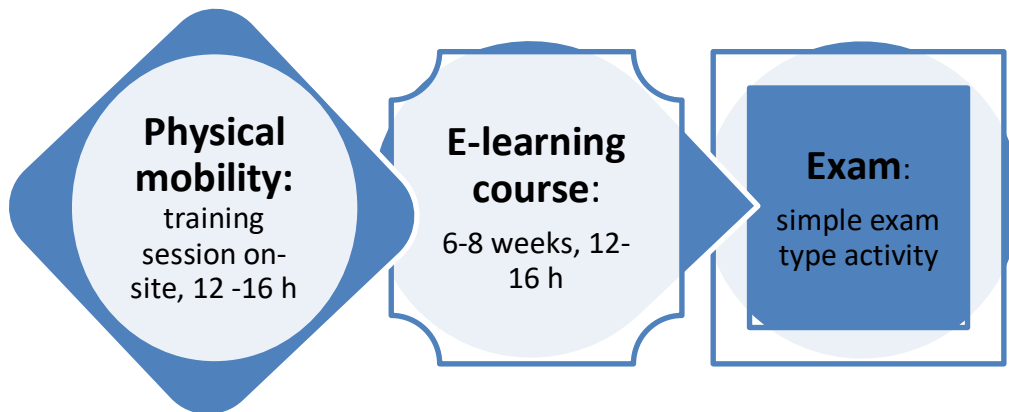 Physical
mobility:
training
session on-
site, 12 -16 h
E-learning
course:
6-8 weeks, 12-
16 h
Exam:
simple exam
type activity